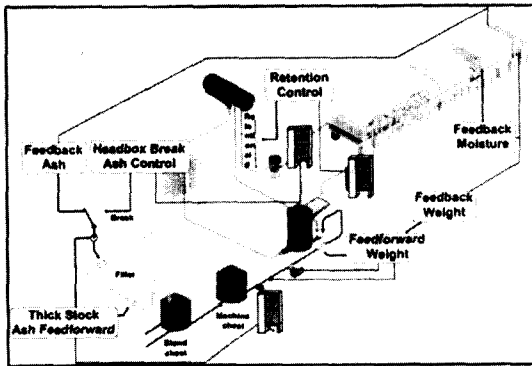 Retention
Control
Feedback
Ash
Headbox Break
Ash Control
Feedback
Moisture
Break
Feedback
Weight
Feedforward
Weight
Filler
Thick Stock
Ash Feedforward
Machine
chest
Blend
chest